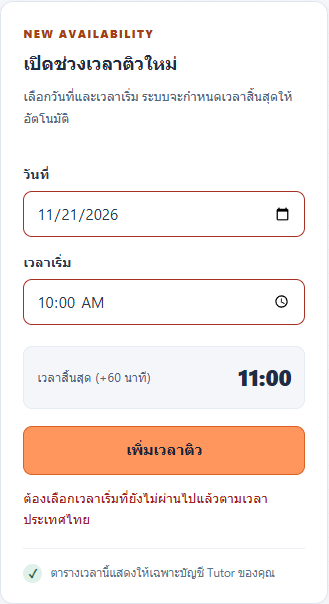 NEW AVAILABILITY
เปิดช่วงเวลาติวใหม่
เลือกวันที่และเวลาเริ่ม ระบบจะกำหนดเวลาสิ้นสุดให้
อัตโนมัติ
วันที่
11/21/2026
เวลาเริ่ม
10:00 AM
เวลาสิ้นสุด (+60 นาที)
11:00
เพิ่มเวลาติว
ต้องเลือกเวลาเริ่มที่ยังไม่ผ่านไปแล้วตามเวลา
ประเทศไทย
ตารางเวลานี้แสดงให้เฉพาะบัญชี Tutor ของคุณ